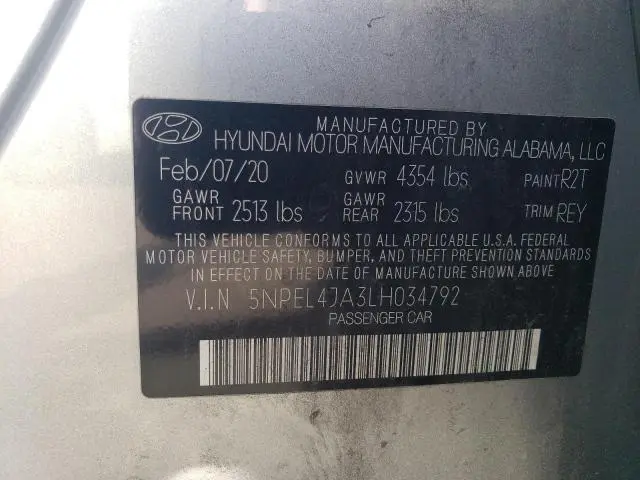 MANUFACTURED BY
HYUNDAI MOTOR MANUFACTURING ALABAMA, LLC
Feb/07/20 GVWR 4354 lbs PAINT R2T
GAWR FRONT 2513 lbs GAWR REAR 2315 lbs TRIM REY
THIS VEHICLE CONFORMS TO ALL APPLICABLE U.S.A. FEDERAL
MOTOR VEHICLE SAFETY, BUMPER, AND THEFT STANDARDS
IN EFFECT ON THE DATE OF MANUFACTURE SHOWN ABOVE
V.I.N 5NPEL4JA3LH034792
PASSENGER CAR